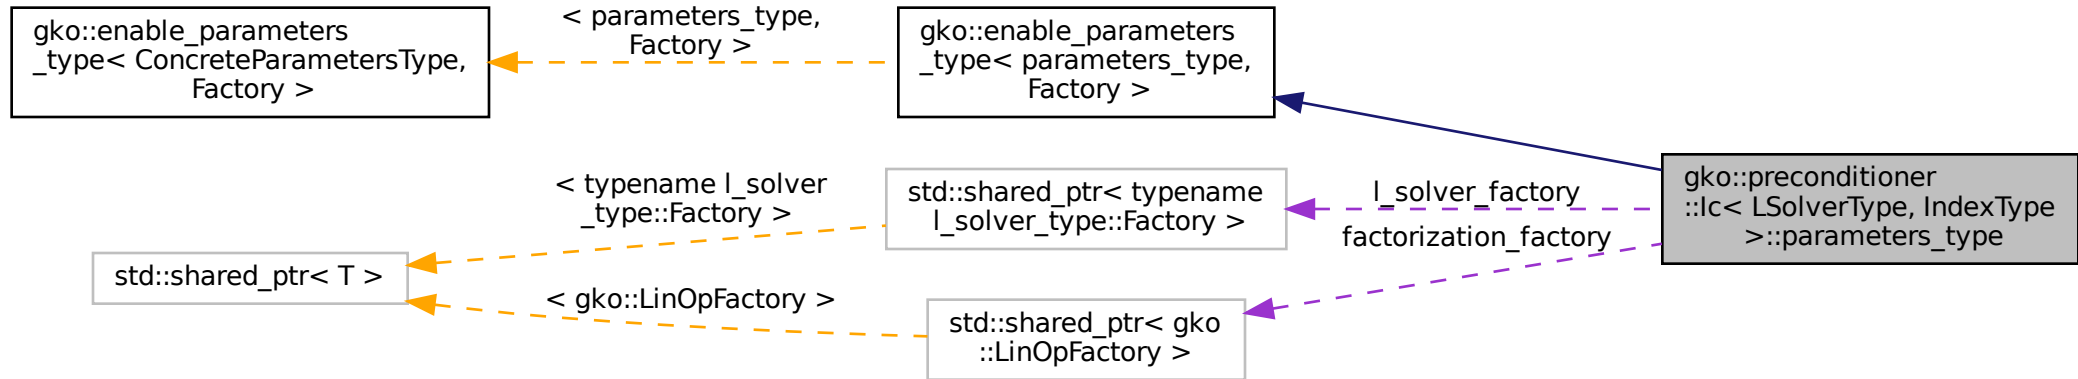 gko::enable_parameters
_type< ConcreteParametersType,
Factory >
< parameters_type,
Factory >
gko::enable_parameters
_type< parameters_type,
Factory >
std::shared_ptr< T >
< typename l_solver
_type::Factory >
< gko::LinOpFactory >
std::shared_ptr< typename
l_solver_type::Factory >
std::shared_ptr< gko
::LinOpFactory >
l_solver_factory
factorization_factory
gko::preconditioner
::Ic< LSolverType, IndexType
>::parameters_type